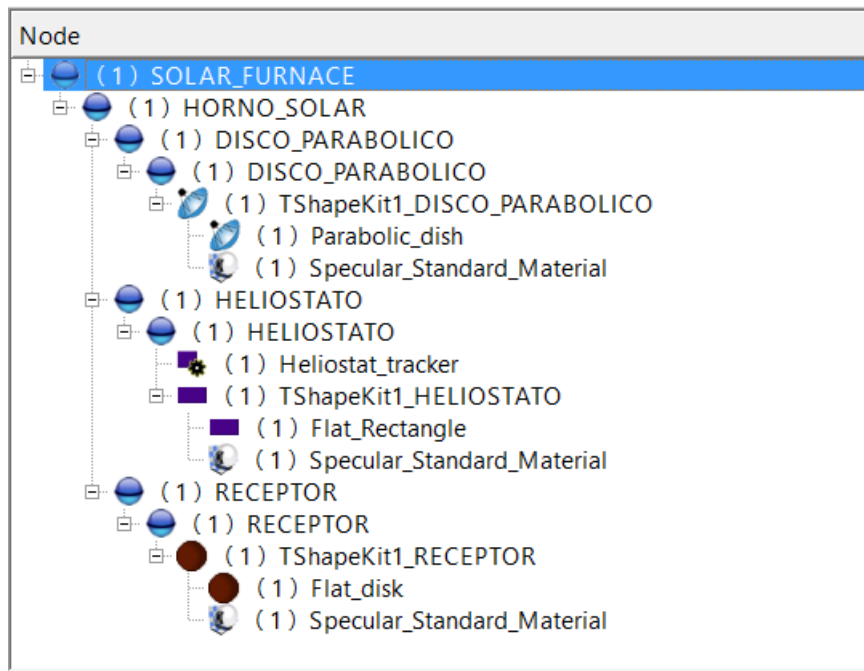 Node
(1) SOLAR_FURNACE
(1) HORNO_SOLAR
(1) DISCO_PARABOLICO
(1) DISCO_PARABOLICO
(1) TShapeKit1_DISCO_PARABOLICO
(1) Parabolic_dish
(1) Specular_Standard_Material
(1) HELIOSTATO
(1) HELIOSTATO
(1) Heliostat_tracker
(1) TShapeKit1_HELIOSTATO
(1) Flat_Rectangle
(1) Specular_Standard_Material
(1) RECEPTOR
(1) RECEPTOR
(1) TShapeKit1_RECEPTOR
(1) Flat_disk
(1) Specular_Standard_Material